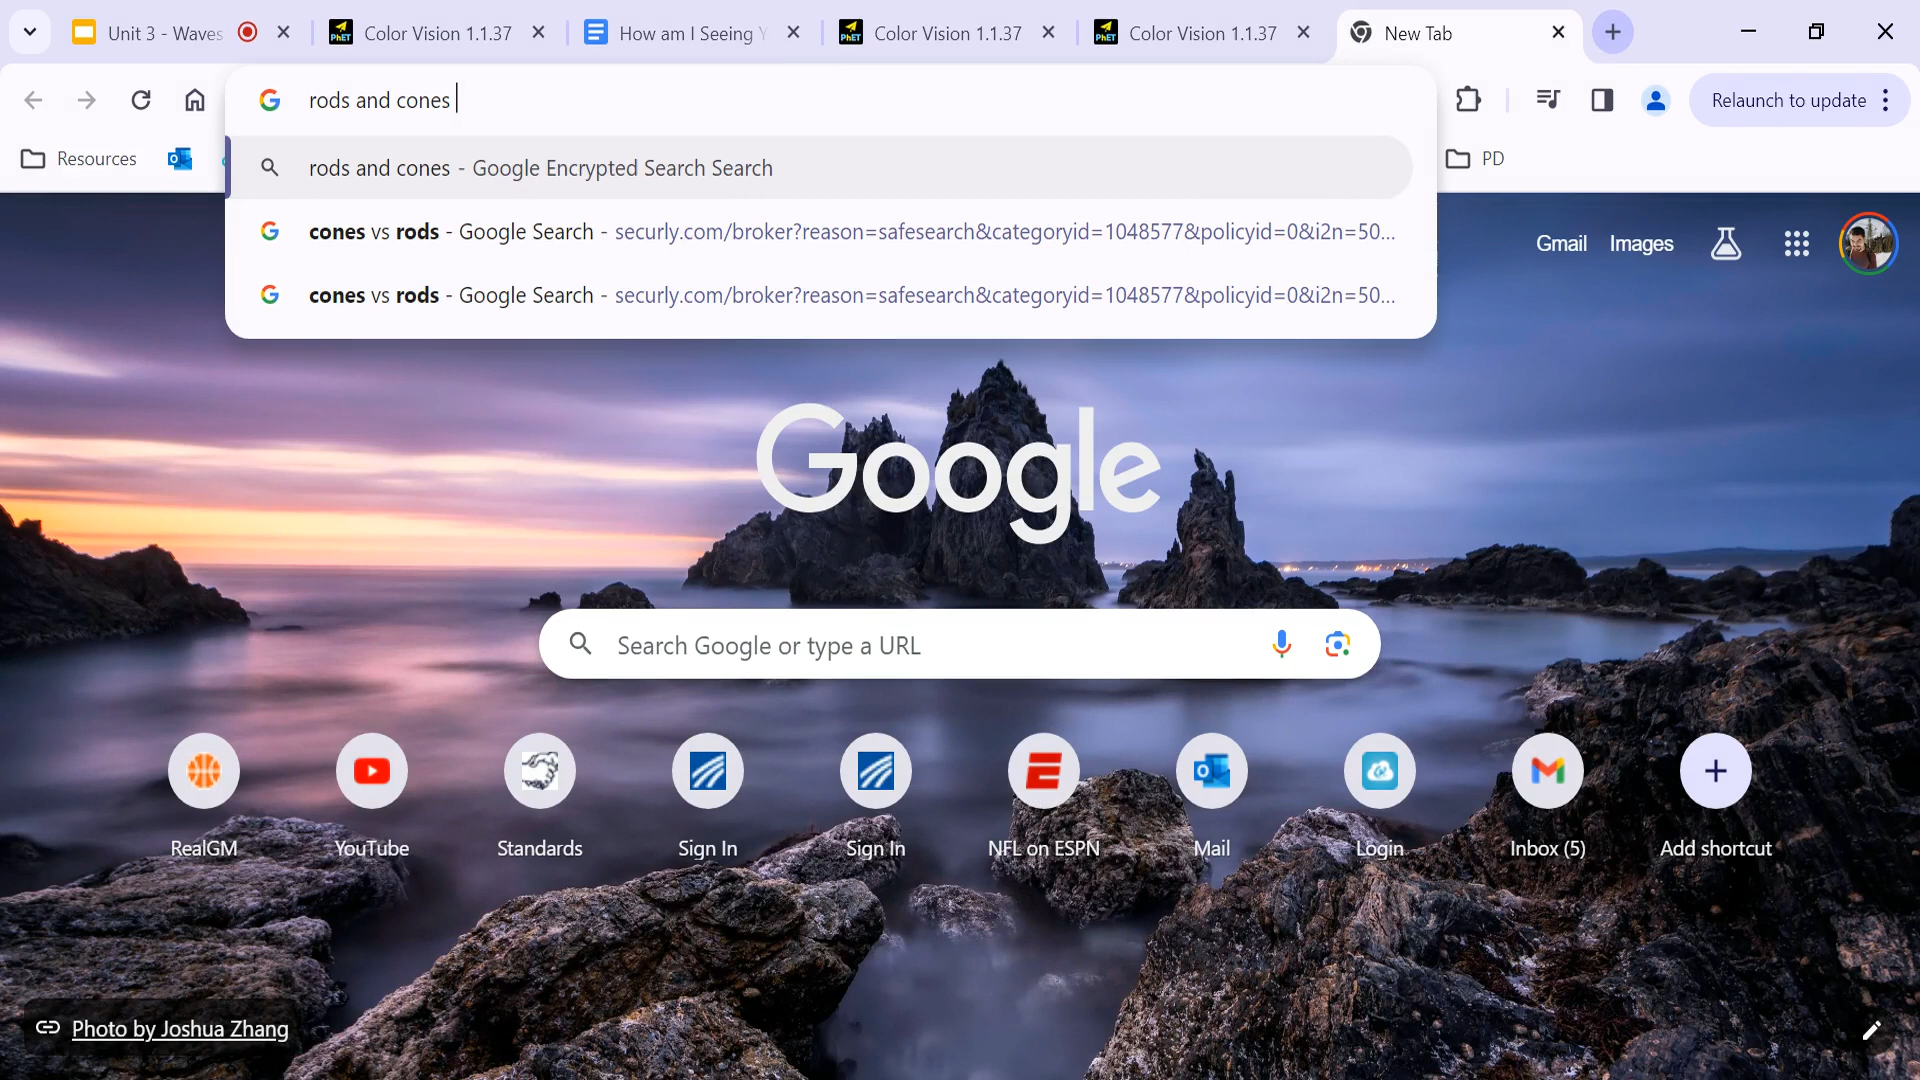 Unit 3 - Waves
Color Vision 1.1.37
How am I Seeing Y
Color Vision 1.1.37
Color Vision 1.1.37
New Tab
rods and cones
Relaunch to update
Resources
rods and cones - Google Encrypted Search Search
PD
cones vs rods - Google Search - securly.com/broker?reason=safesearch&categoryid=1048577&policyid=0&i2n=50...
Gmail Images
cones vs rods - Google Search - securly.com/broker?reason=safesearch&categoryid=1048577&policyid=0&i2n=50...
Google
Search Google or type a URL
RealGM
YouTube
Standards
Sign In
Sign In
NFL on ESPN
Mail
Login
Inbox (5)
Add shortcut
Photo by Joshua Zhang